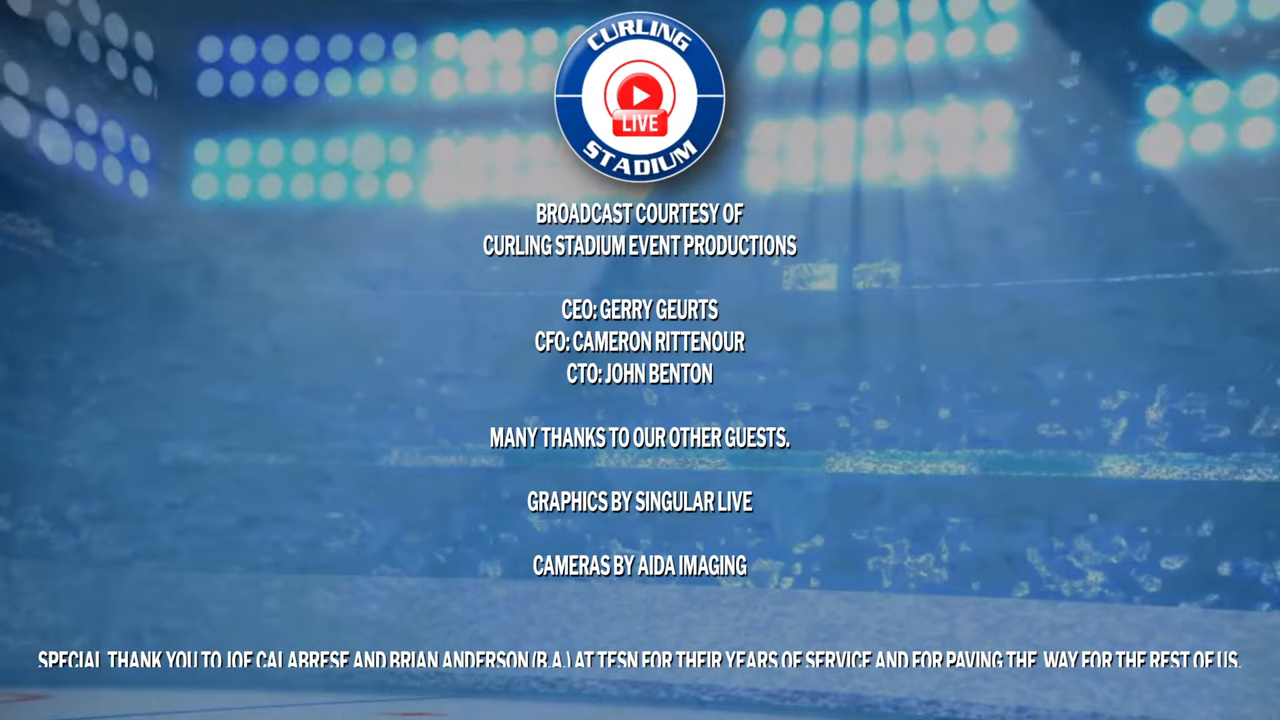 CURLING
LIVE
STADIUM
BROADCAST COURTESY OF
CURLING STADIUM EVENT PRODUCTIONS
CEO: GERRY GEURTS
CFO: CAMERON RITTENOUR
CTO: JOHN BENTON
MANY THANKS TO OUR OTHER GUESTS.
GRAPHICS BY SINGULAR LIVE
CAMERAS BY AIDA IMAGING
SPECIAL THANK YOU TO JOE CALABRESE AND BRIAN ANDERSON (B.A.) AT TESN FOR THEIR YEARS OF SERVICE AND FOR PAVING THE WAY FOR THE REST OF US.